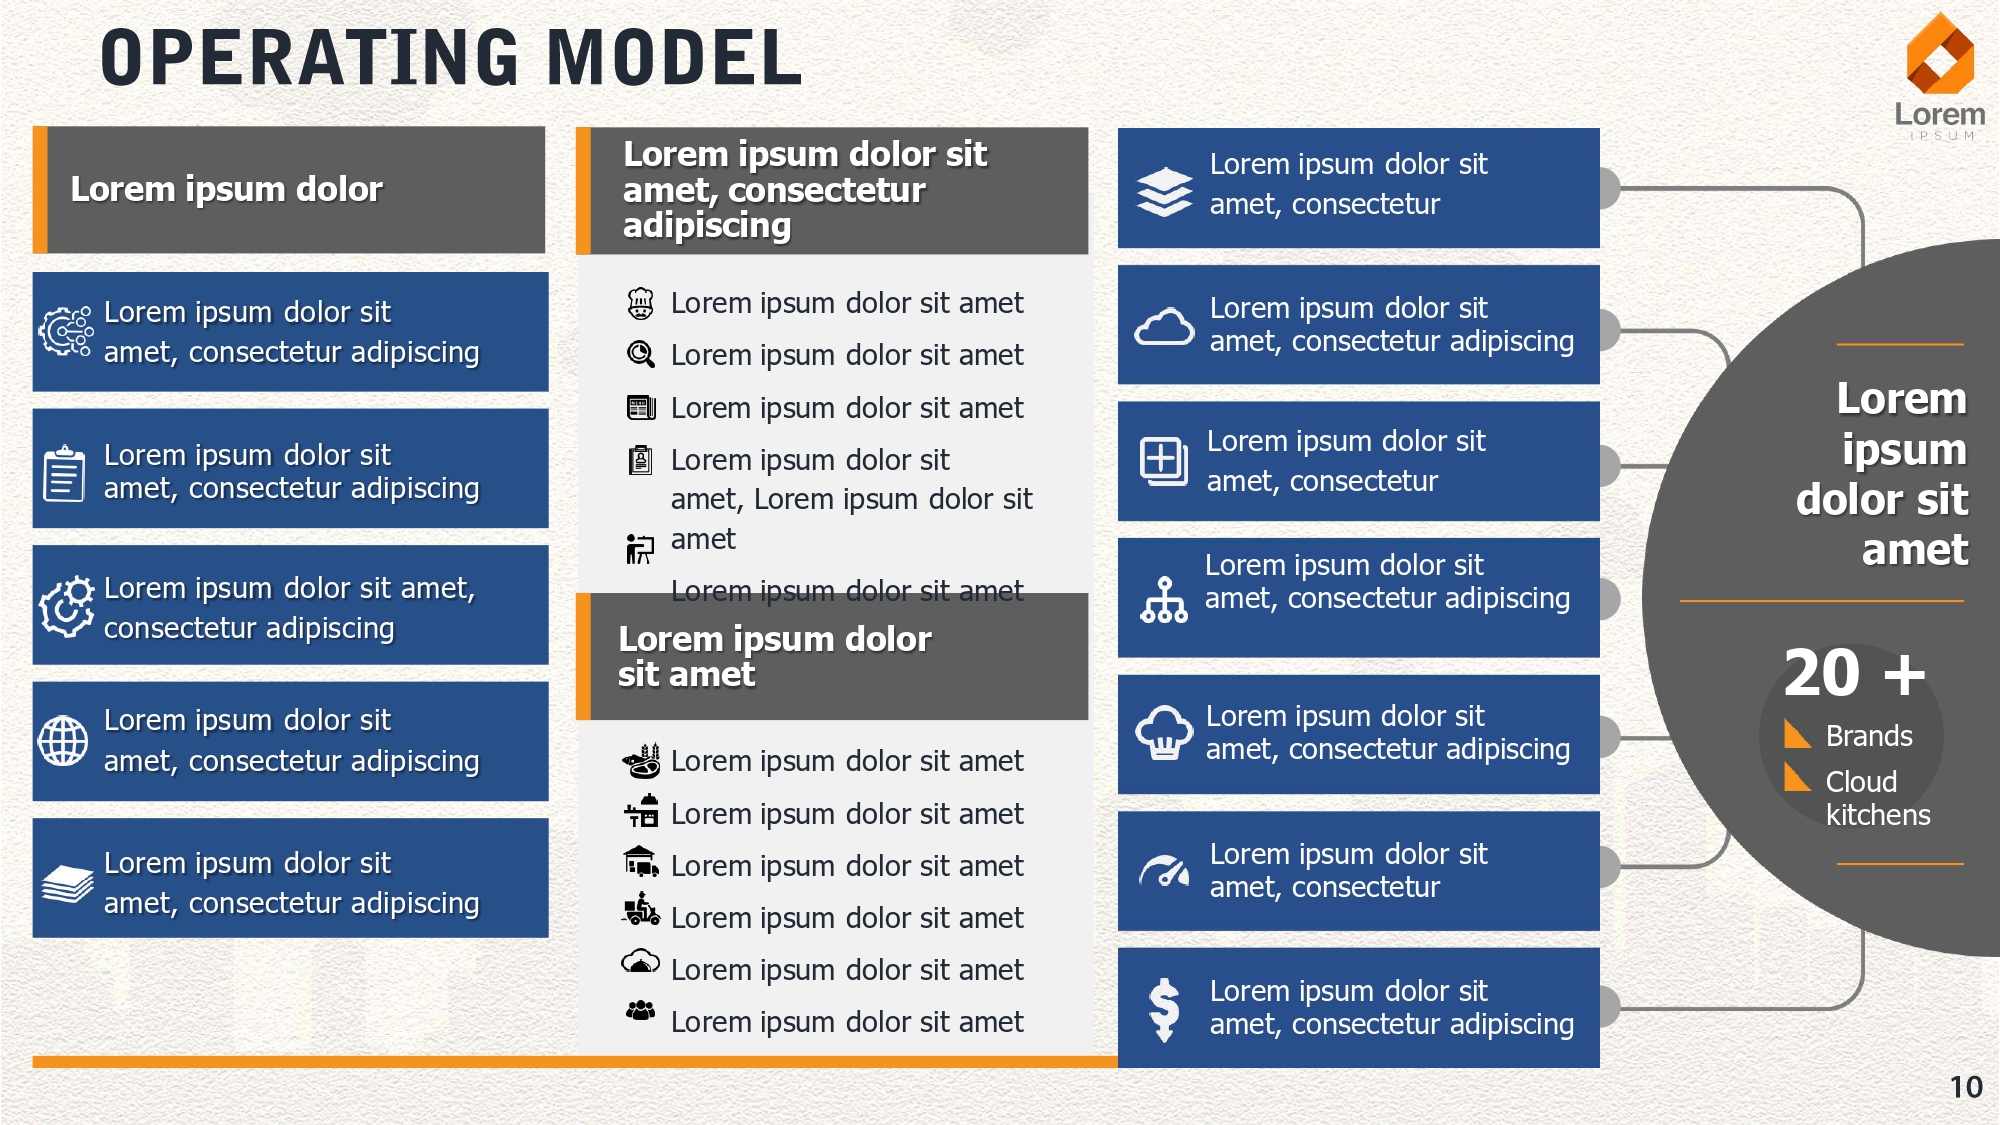 OPERATING MODEL
Lorem
IPSUM
Lorem ipsum dolor
Lorem ipsum dolor sit
amet, consectetur adipiscing
Lorem ipsum dolor sit
amet, consectetur adipiscing
Lorem ipsum dolor sit amet,
consectetur adipiscing
Lorem ipsum dolor sit
amet, consectetur adipiscing
Lorem ipsum dolor sit
amet, consectetur adipiscing
Lorem ipsum dolor sit
amet, consectetur
adipiscing
Lorem ipsum dolor sit amet
Lorem ipsum dolor sit amet
Lorem ipsum dolor sit amet
Lorem ipsum dolor sit
amet, Lorem ipsum dolor sit
amet
Lorem ipsum dolor sit amet
Lorem ipsum dolor
sit amet
Lorem ipsum dolor sit amet
Lorem ipsum dolor sit amet
Lorem ipsum dolor sit amet
Lorem ipsum dolor sit amet
Lorem ipsum dolor sit amet
Lorem ipsum dolor sit amet
Lorem ipsum dolor sit
amet, consectetur
Lorem ipsum dolor sit
amet, consectetur adipiscing
Lorem ipsum dolor sit
amet, consectetur
Lorem ipsum dolor sit
amet, consectetur adipiscing
Lorem ipsum dolor sit
amet, consectetur adipiscing
Lorem ipsum dolor sit
amet, consectetur
Lorem ipsum dolor sit
amet, consectetur adipiscing
Lorem
ipsum
dolor sit
amet
20 +
Brands
Cloud
kitchens
10